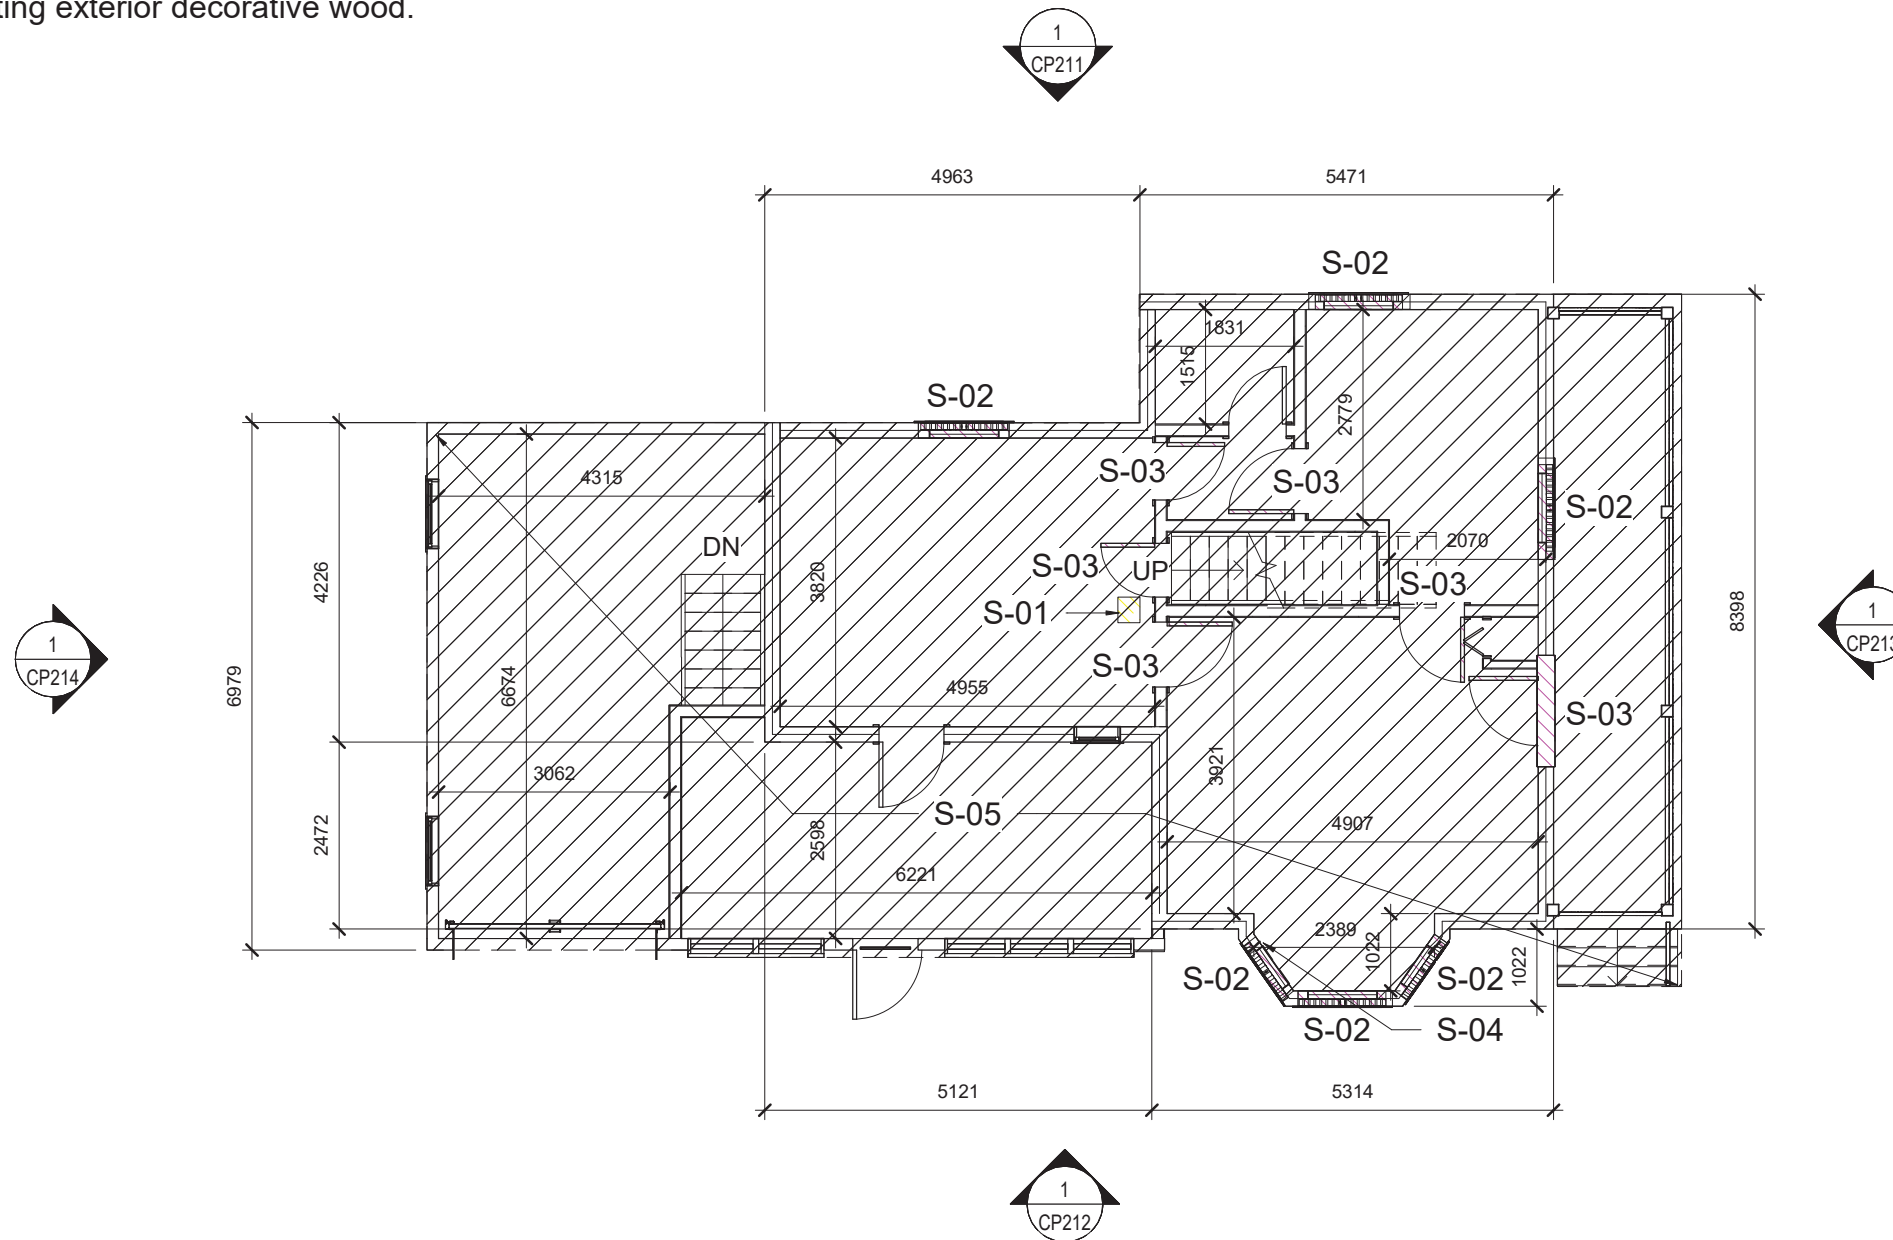 ting exterior decorative wood.
1
CP211
4963
5471
S-02
1831
1515
S-02
2779
4315
S-03
S-03
S-02
DN
2070
4226
3820
S-03
UP
S-03
S-01
8398
1
CP213
1
CP214
6979
6674
S-03
4955
S-03
3921
3062
2472
2598
S-05
4907
6221
2389
1022
1022
S-02
S-02
S-02
S-04
5121
5314
1
CP212